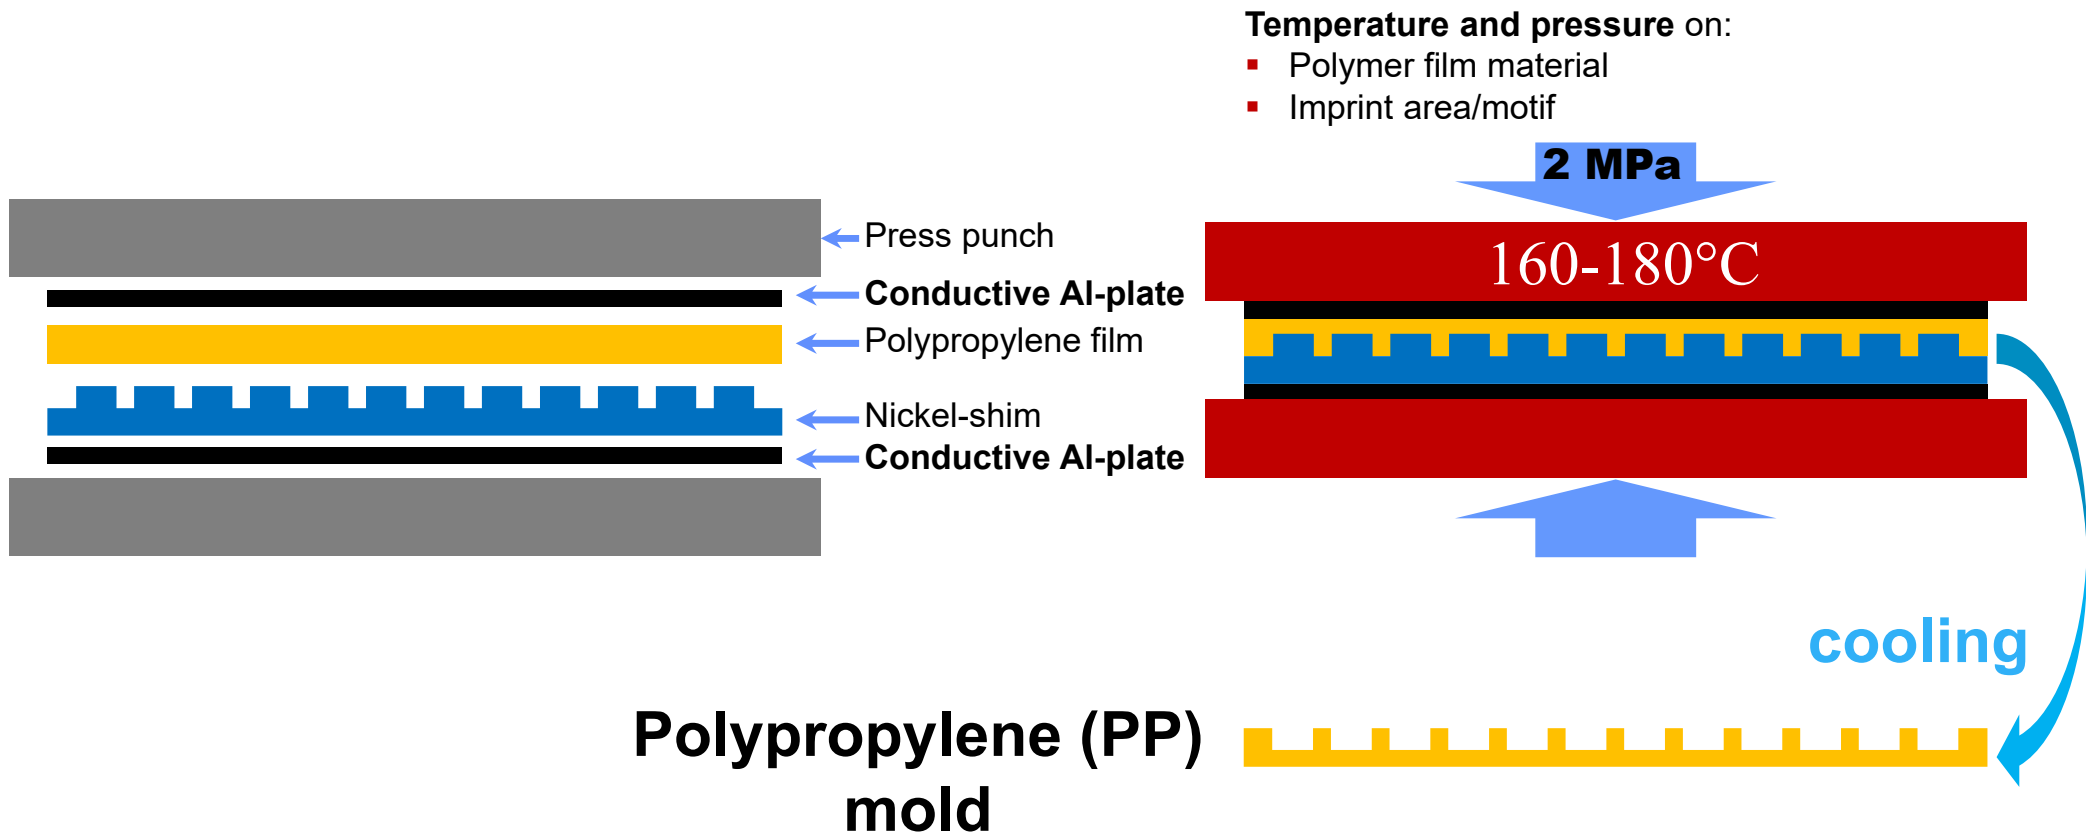 Temperature and pressure on:
▪ Polymer film material
▪ Imprint area/motif
2 MPa
Press punch
160-180°C
Conductive Al-plate
Polypropylene film
Nickel-shim
Conductive Al-plate
cooling
Polypropylene (PP)
mold